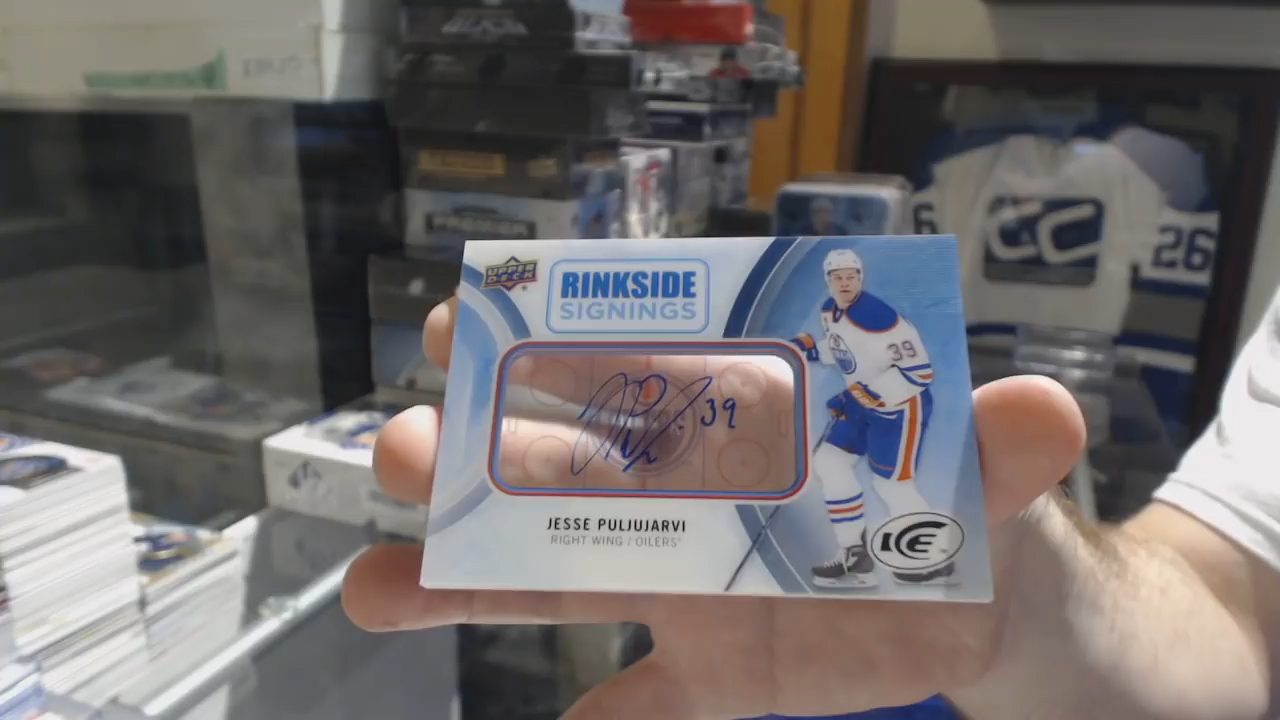 UPPER DECK
RINKSIDE
SIGNINGS
39
39
JESSE PULJUJARVI
RIGHT WING / OILERS
ICE
26